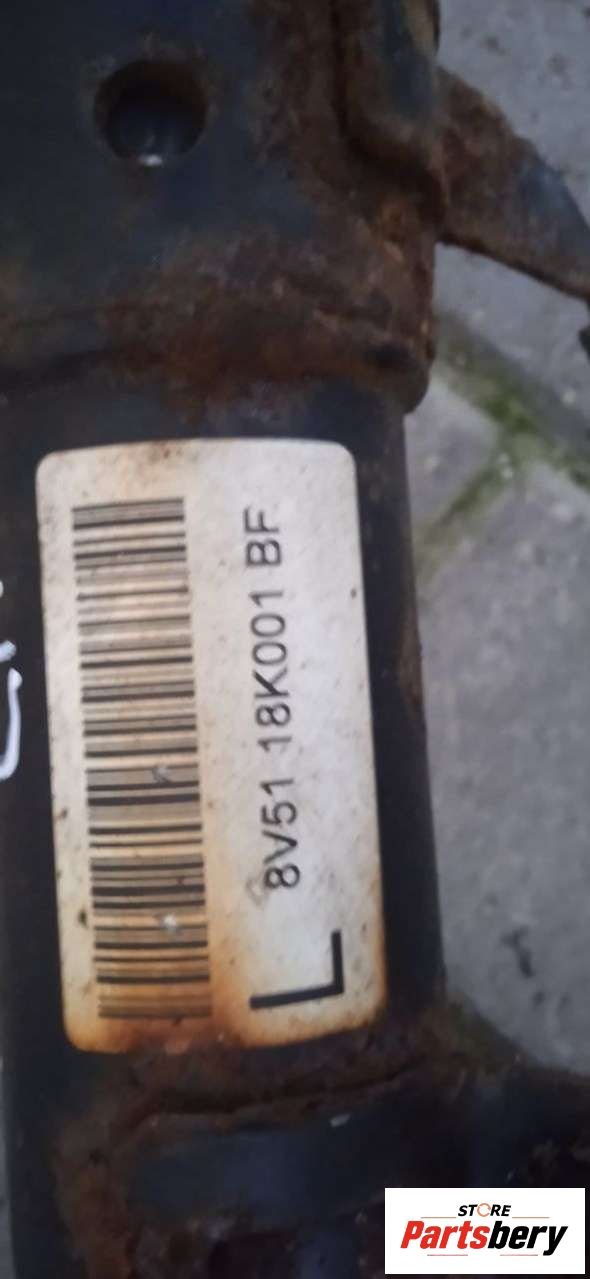 8V51 18K001 BF
L
STORE
Partsbery